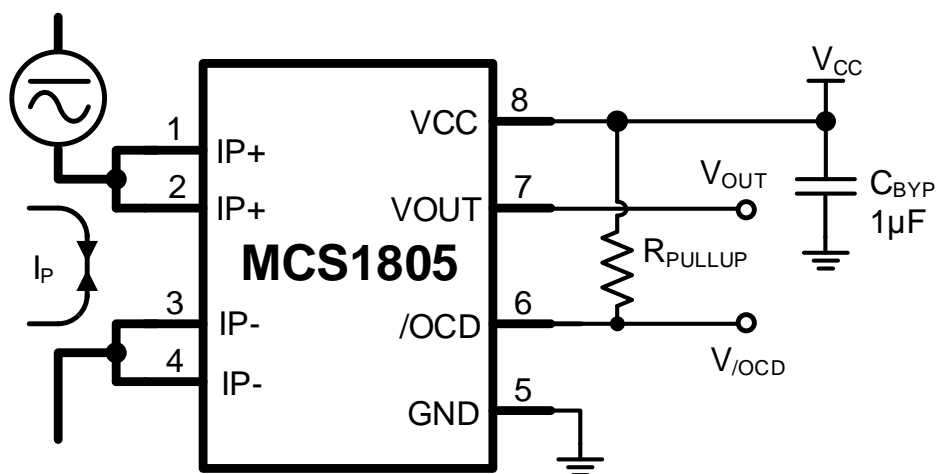 VCC
8
1
IP+
VCC
VOUT
7
CBYP
1µF
2
IP+
VOUT
MCS1805
RPULLUP
IP
3
IP-
/OCD
6
V/OCD
4
IP-
GND
5